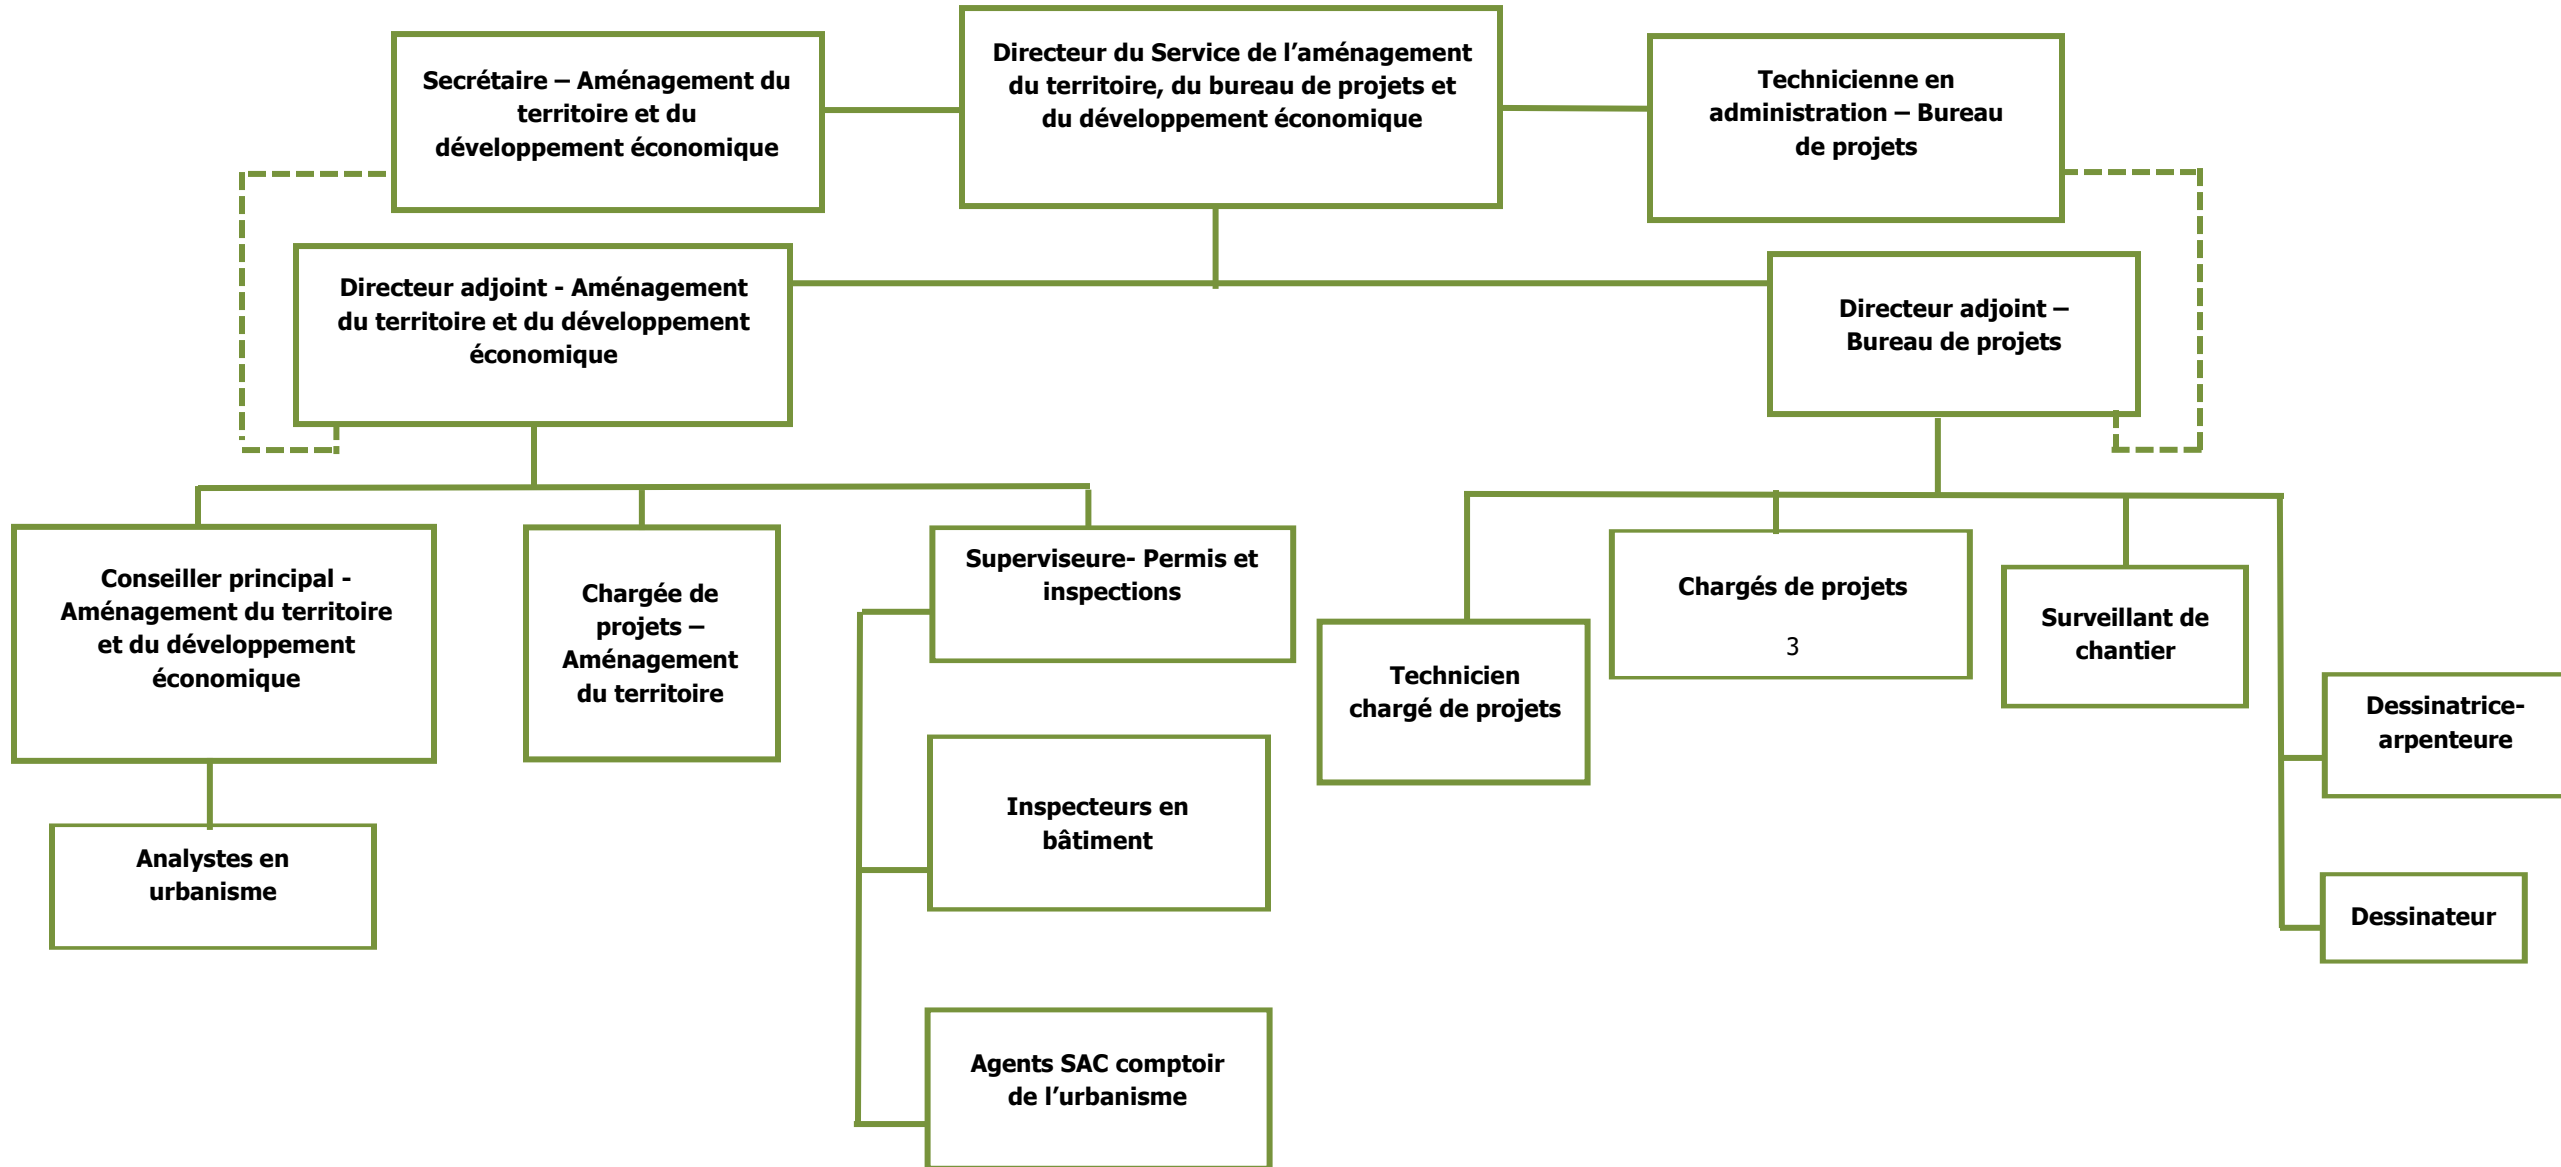 Secrétaire – Aménagement du
territoire et du
développement économique
Directeur du Service de l’aménagement
du territoire, du bureau de projets et
du développement économique
Technicienne en
administration – Bureau
de projets
Directeur adjoint - Aménagement
du territoire et du développement
économique
Directeur adjoint –
Bureau de projets
Conseiller principal -
Aménagement du territoire
et du développement
économique
Chargée de
projets –
Aménagement
du territoire
Superviseure- Permis et
inspections
Technicien
chargé de projets
Chargés de projets
3
Surveillant de
chantier
Dessinatrice-
arpenteure
Analystes en
urbanisme
Inspecteurs en
bâtiment
Dessinateur
Agents SAC comptoir
de l’urbanisme